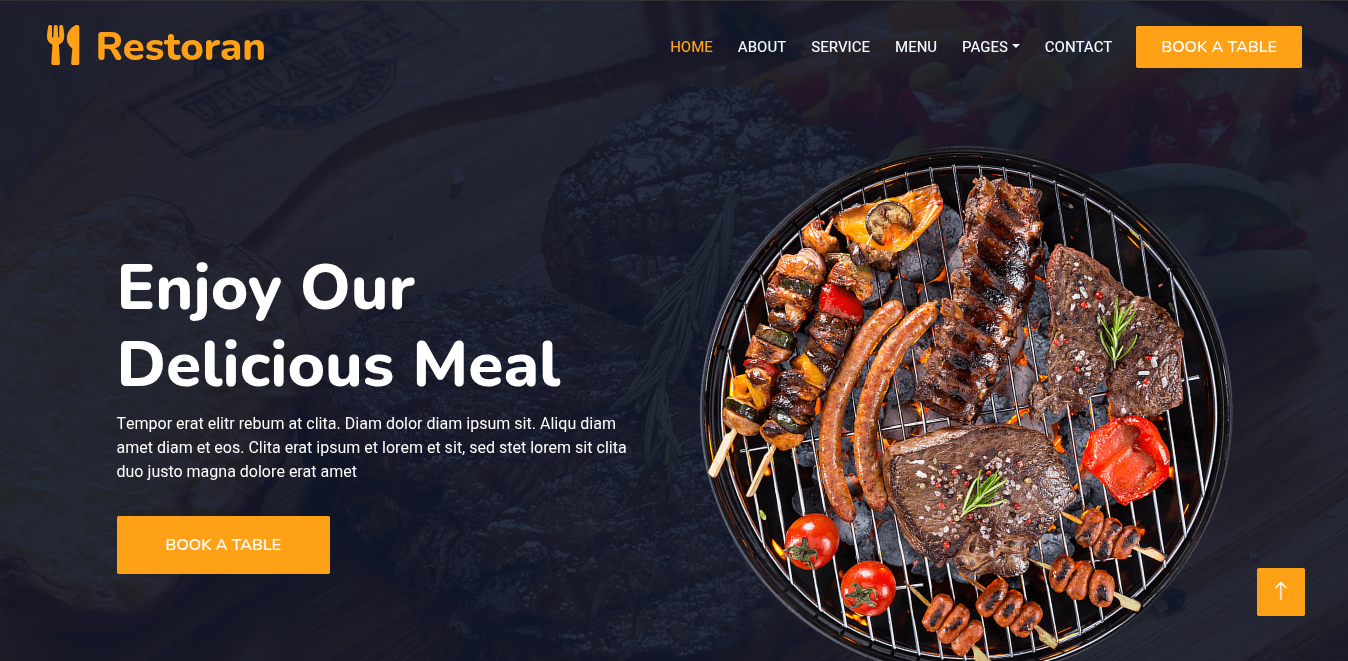 Restoran
HOME ABOUT SERVICE MENU PAGES CONTACT BOOK A TABLE
Enjoy Our
Delicious Meal
Tempor erat elitr rebum at clita. Diam dolor diam ipsum sit. Aliqu diam
amet diam et eos. Clita erat ipsum et lorem et sit, sed stet lorem sit clita
duo justo magna dolore erat amet
BOOK A TABLE